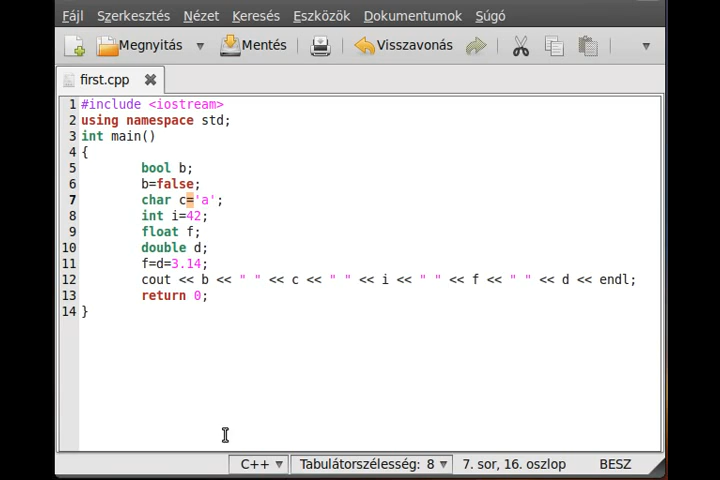 Fájl Szerkesztés Nézet Keresés Eszközök Dokumentumok Súgó
Megnyitás Mentés Visszavonás
first.cpp
1 #include <iostream>
2 using namespace std;
3 int main()
4 {
5 bool b;
6 b=false;
7 char c='a';
8 int i=42;
9 float f;
10 double d;
11 f=d=3.14;
12 cout << b << " " << c << " " << i << " " << f << " " << d << endl;
13 return 0;
14 }
C++ Tabulátorszélesség: 8 7. sor, 16. oszlop BESZ